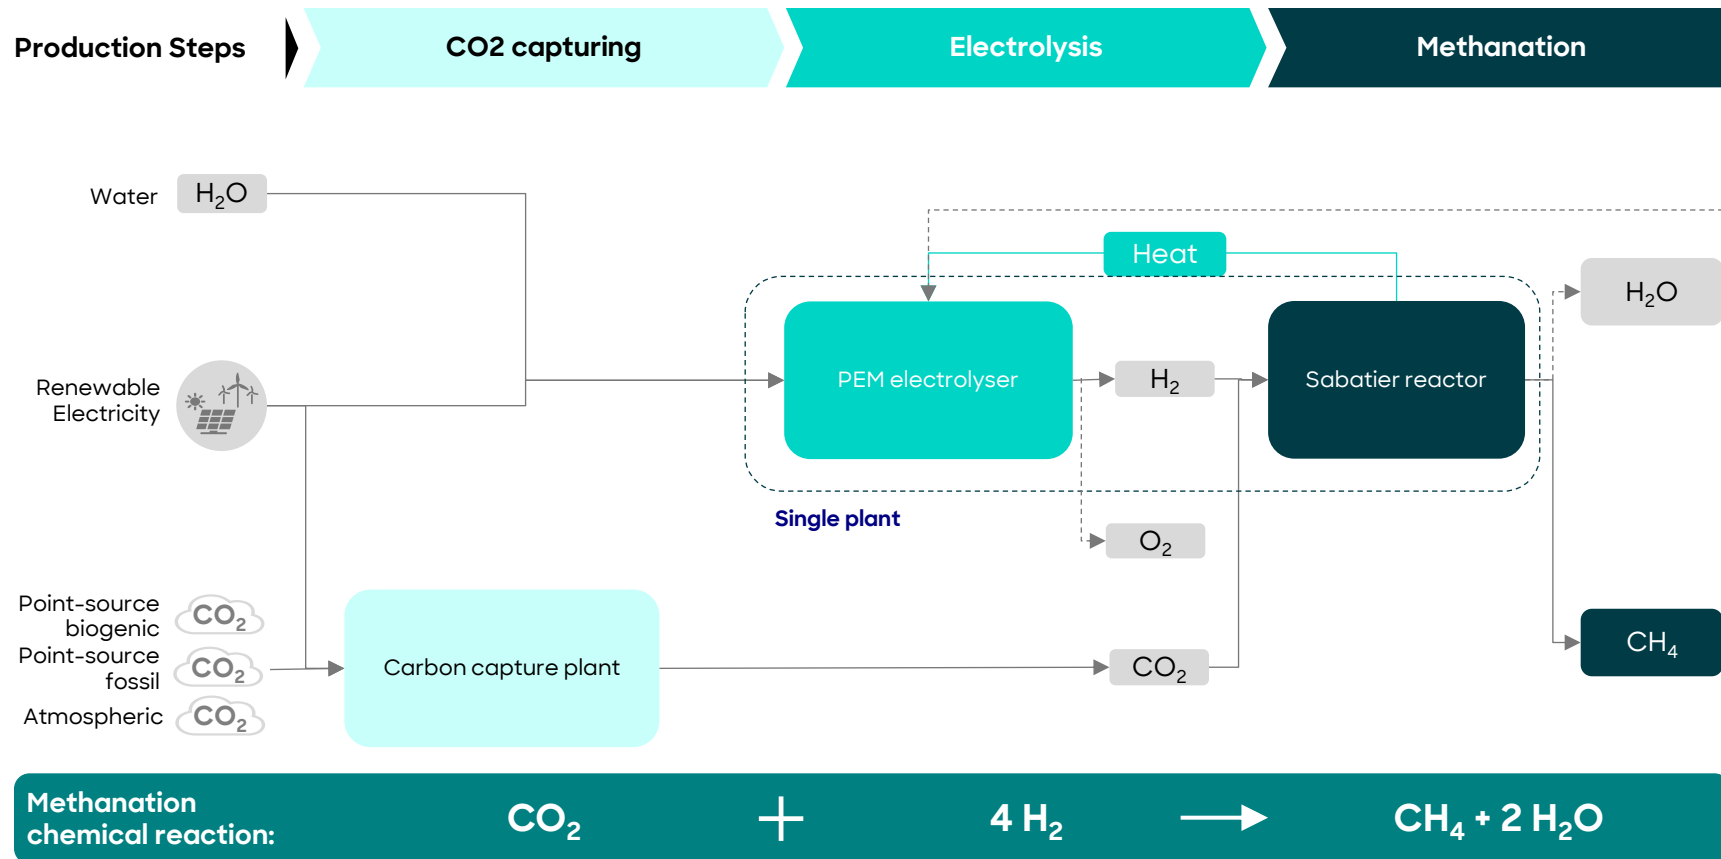 Production Steps
CO2 capturing
Electrolysis
Methanation
Water
H₂O
Heat
H₂O
Renewable
Electricity
PEM electrolyser
H₂
Sabatier reactor
Single plant
O₂
Point-source
biogenic
CO₂
Point-source
fossil
CO₂
Atmospheric
CO₂
Carbon capture plant
CO₂
CH₄
Methanation
chemical reaction:
CO₂ + 4 H₂ → CH₄ + 2 H₂O